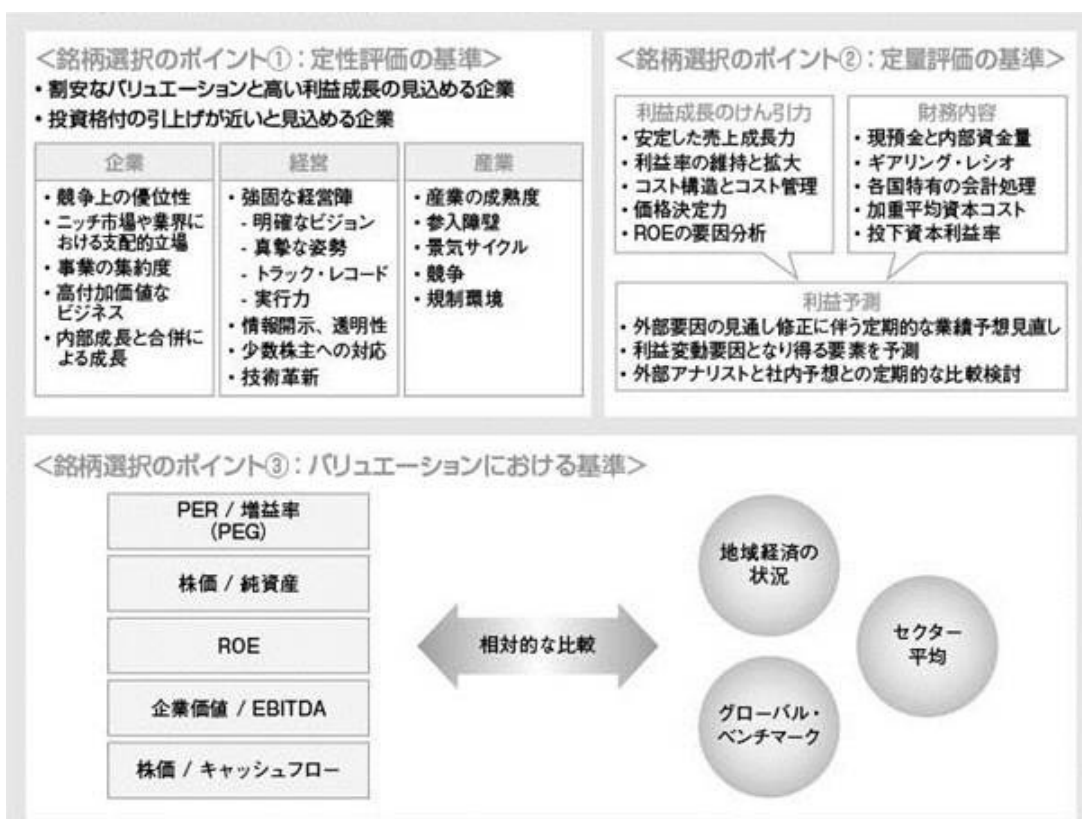 <銘柄選択のポイント①：定性評価の基準>
・割安なバリュエーションと高い利益成長の見込める企業
・投資格付の引上げが近いと見込める企業
企業
・競争上の優位性
・ニッチ市場や業界に
おける支配的立場
・事業の集約度
・高付加価値な
ビジネス
・内部成長と合併に
よる成長
経営
・強固な経営陣
- 明確なビジョン
- 真摯な姿勢
- トラック・レコード
- 実行力
・情報開示、透明性
・少数株主への対応
・技術革新
産業
・産業の成熟度
・参入障壁
・景気サイクル
・競争
・規制環境
<銘柄選択のポイント②：定量評価の基準>
利益成長のけん引力
・安定した売上成長力
・利益率の維持と拡大
・コスト構造とコスト管理
・価格決定力
・ROEの要因分析
財務内容
・現預金と内部資金量
・ギアリング・レシオ
・各国特有の会計処理
・加重平均資本コスト
・投下資本利益率
利益予測
・外部要因の見通し修正に伴う定期的な業績予想見直し
・利益変動要因となり得る要素を予測
・外部アナリストと社内予想との定期的な比較検討
<銘柄選択のポイント③：バリュエーションにおける基準>
PER / 増益率
(PEG)
株価 / 純資産
ROE
企業価値 / EBITDA
株価 / キャッシュフロー
相対的な比較
地域経済の
状況
セクター
平均
グローバル・
ベンチマーク